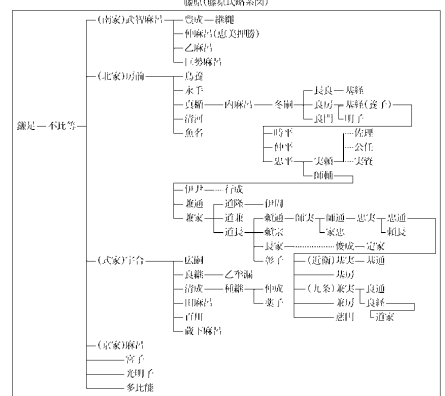 藤原(藤原氏略系図)
(南家)武智麻呂 豊成 継縄
仲麻呂(恵美押勝)
乙麻呂
巨勢麻呂
(北家)房前 鳥養
永手 長良 基経
真楯 内麻呂 冬嗣 良房 基経(養子)
清河 良門 明子
魚名 時平 佐理
仲平 公任
鎌足 不比等 忠平 実頼 実資
師輔
伊尹 行成
兼通 道隆 伊周
兼家 道兼 頼通 師実 師通 忠実 忠通
道長 頼宗 家忠 頼長
長家 俊成 定家
(式家)宇合 広嗣 彰子 (近衛)基実 基通
良継 乙牟漏 基房
清成 種継 仲成 (九条)兼実 良通
田麻呂 薬子 兼房 良経
百川 慈円 道家
蔵下麻呂
(京家)麻呂
宮子
光明子
多比能